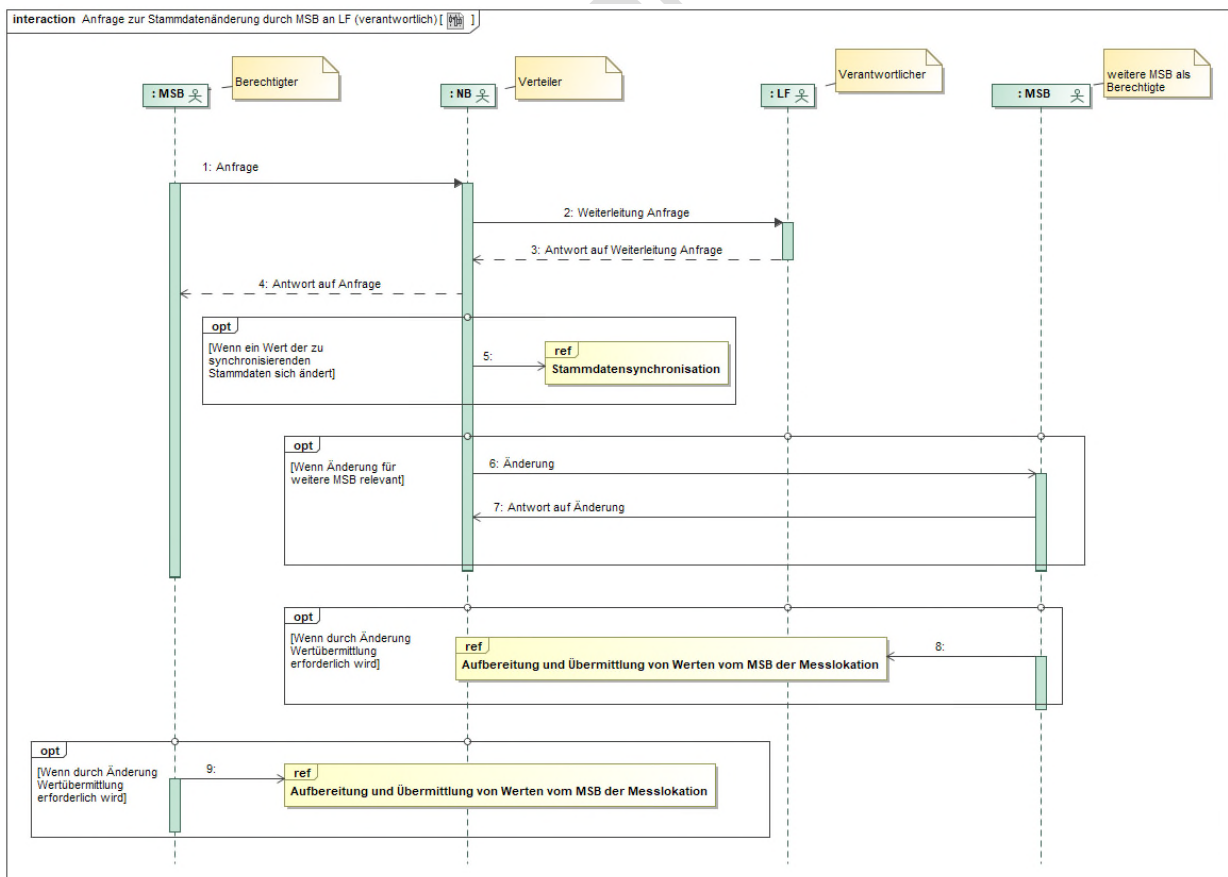 interaction Anfrage zur Stammdatenänderung durch MSB an LF (verantwortlich) [ ]
: MSB
Berechtigter
: NB
Verteiler
: LF
Verantwortlicher
: MSB
weitere MSB als
Berechtigte
1: Anfrage
2: Weiterleitung Anfrage
3: Antwort auf Weiterleitung Anfrage
4: Antwort auf Anfrage
opt
[Wenn ein Wert der zu
synchronisierenden
Stammdaten sich ändert]
5:
ref
Stammdatensynchronisation
opt
[Wenn Änderung für
weitere MSB relevant]
6: Änderung
7: Antwort auf Änderung
opt
[Wenn durch Änderung
Wertübermittlung
erforderlich wird]
ref
Aufbereitung und Übermittlung von Werten vom MSB der Messlokation
8:
opt
[Wenn durch Änderung
Wertübermittlung
erforderlich wird]
9:
ref
Aufbereitung und Übermittlung von Werten vom MSB der Messlokation